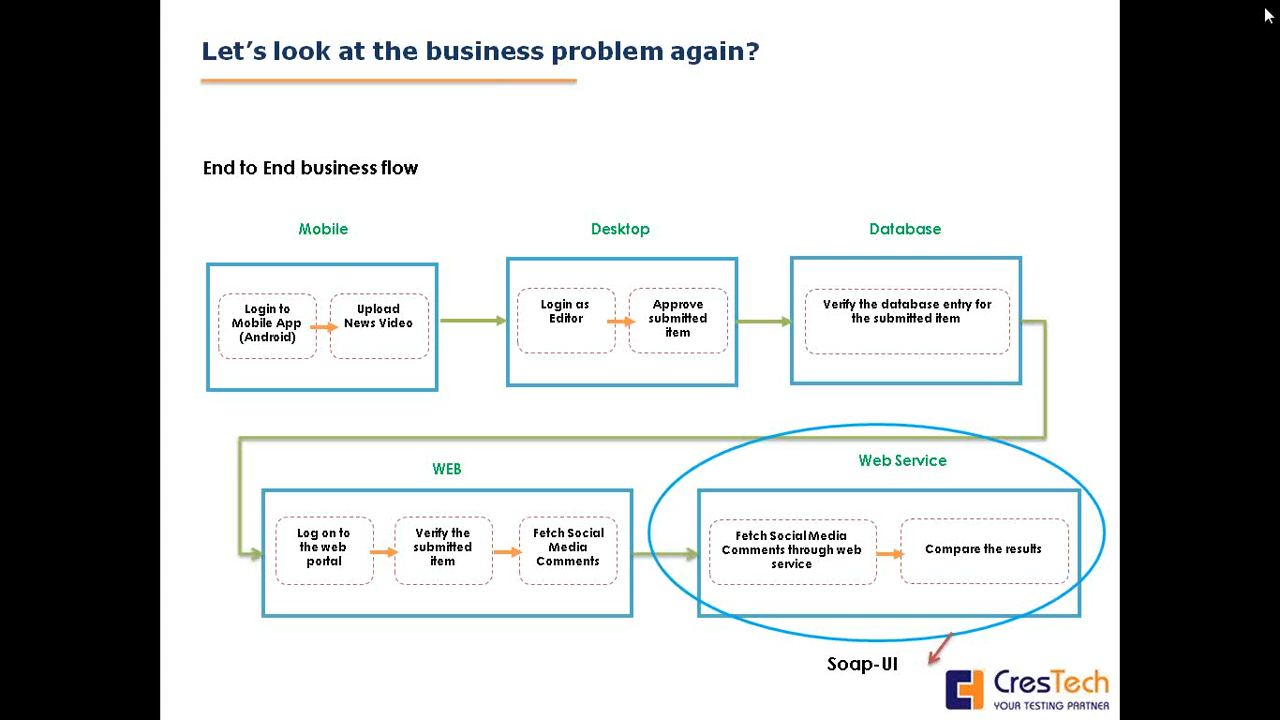 Let's look at the business problem again?
End to End business flow
Mobile
Desktop
Database
Login to
Mobile App
(Android)
Upload
News Video
Login as
Editor
Approve
submitted
item
Verify the database entry for
the submitted item
WEB
Web Service
Log on to
the web
portal
Verify the
submitted
item
Fetch Social
Media
Comments
Fetch Social Media
Comments through web
service
Compare the results
Soap-UI
CresTech
YOUR TESTING PARTNER